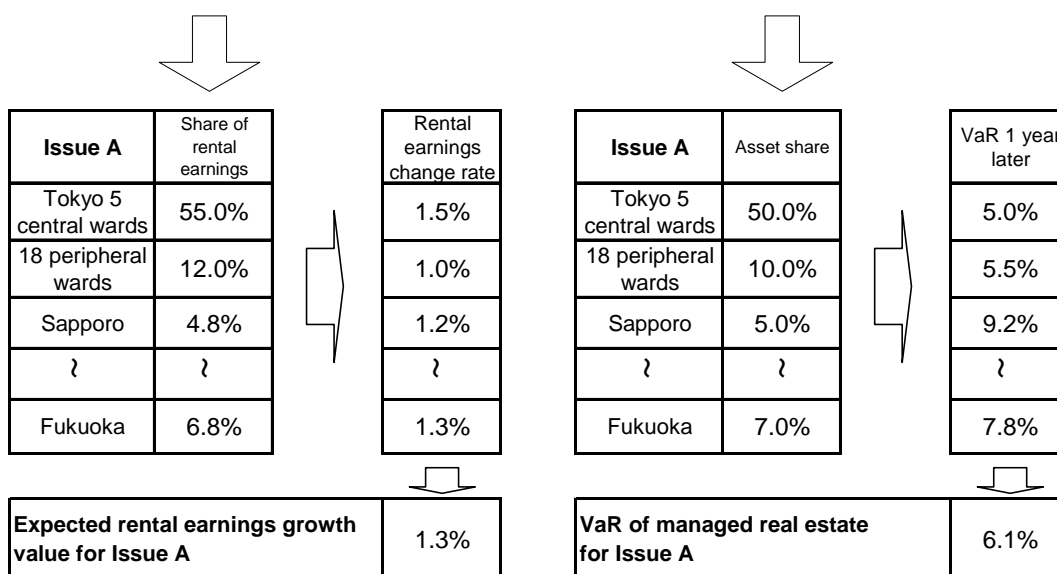 Issue A
Share of
rental
earnings
Rental
earnings
change rate
Tokyo 5
central wards
55.0%
1.5%
18 peripheral
wards
12.0%
1.0%
Sapporo
4.8%
1.2%
~
~
~
Fukuoka
6.8%
1.3%
Expected rental earnings growth
value for Issue A
1.3%
Issue A
Asset share
VaR 1 year
later
Tokyo 5
central wards
50.0%
5.0%
18 peripheral
wards
10.0%
5.5%
Sapporo
5.0%
9.2%
~
~
~
Fukuoka
7.0%
7.8%
VaR of managed real estate
for Issue A
6.1%